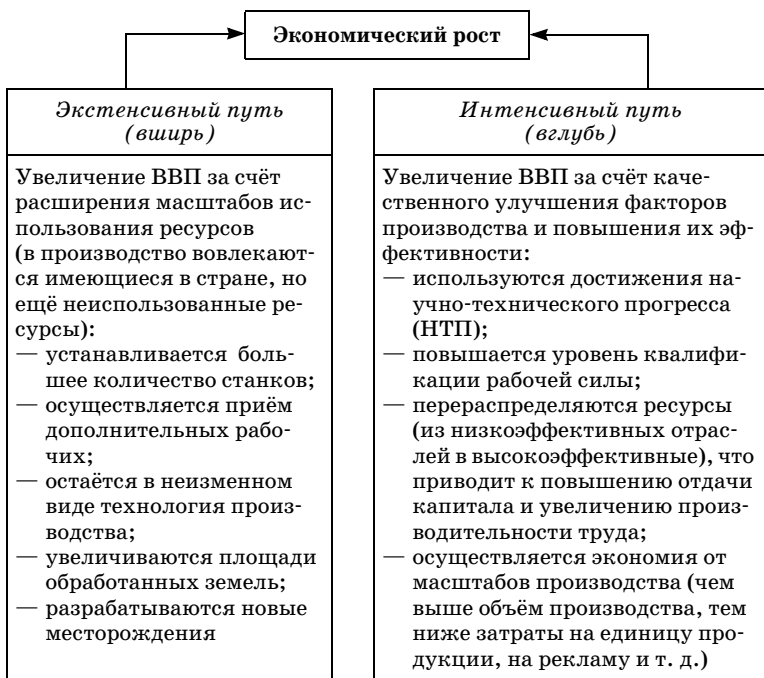 Экономический рост
Экстенсивный путь
(вширь)
Увеличение ВВП за счёт
расширения масштабов ис-
пользования ресурсов
(в производство вовлекают-
ся имеющиеся в стране, но
ещё неиспользованные ре-
сурсы):
— устанавливается боль-
шее количество станков;
— осуществляется приём
дополнительных рабо-
чих;
— остаётся в неизменном
виде технология произ-
водства;
— увеличиваются площади
обработанных земель;
— разрабатываются новые
месторождения
Интенсивный путь
(вглубь)
Увеличение ВВП за счёт каче-
ственного улучшения факторов
производства и повышения их эф-
фективности:
— используются достижения на-
учно-технического прогресса
(НТП);
— повышается уровень квалифи-
кации рабочей силы;
— перераспределяются ресурсы
(из низкоэффективных отрас-
лей в высокоэффективные), что
приводит к повышению отдачи
капитала и увеличению произ-
водительности труда;
— осуществляется экономия от
масштабов производства (чем
выше объём производства, тем
ниже затраты на единицу про-
дукции, на рекламу и т. д.)